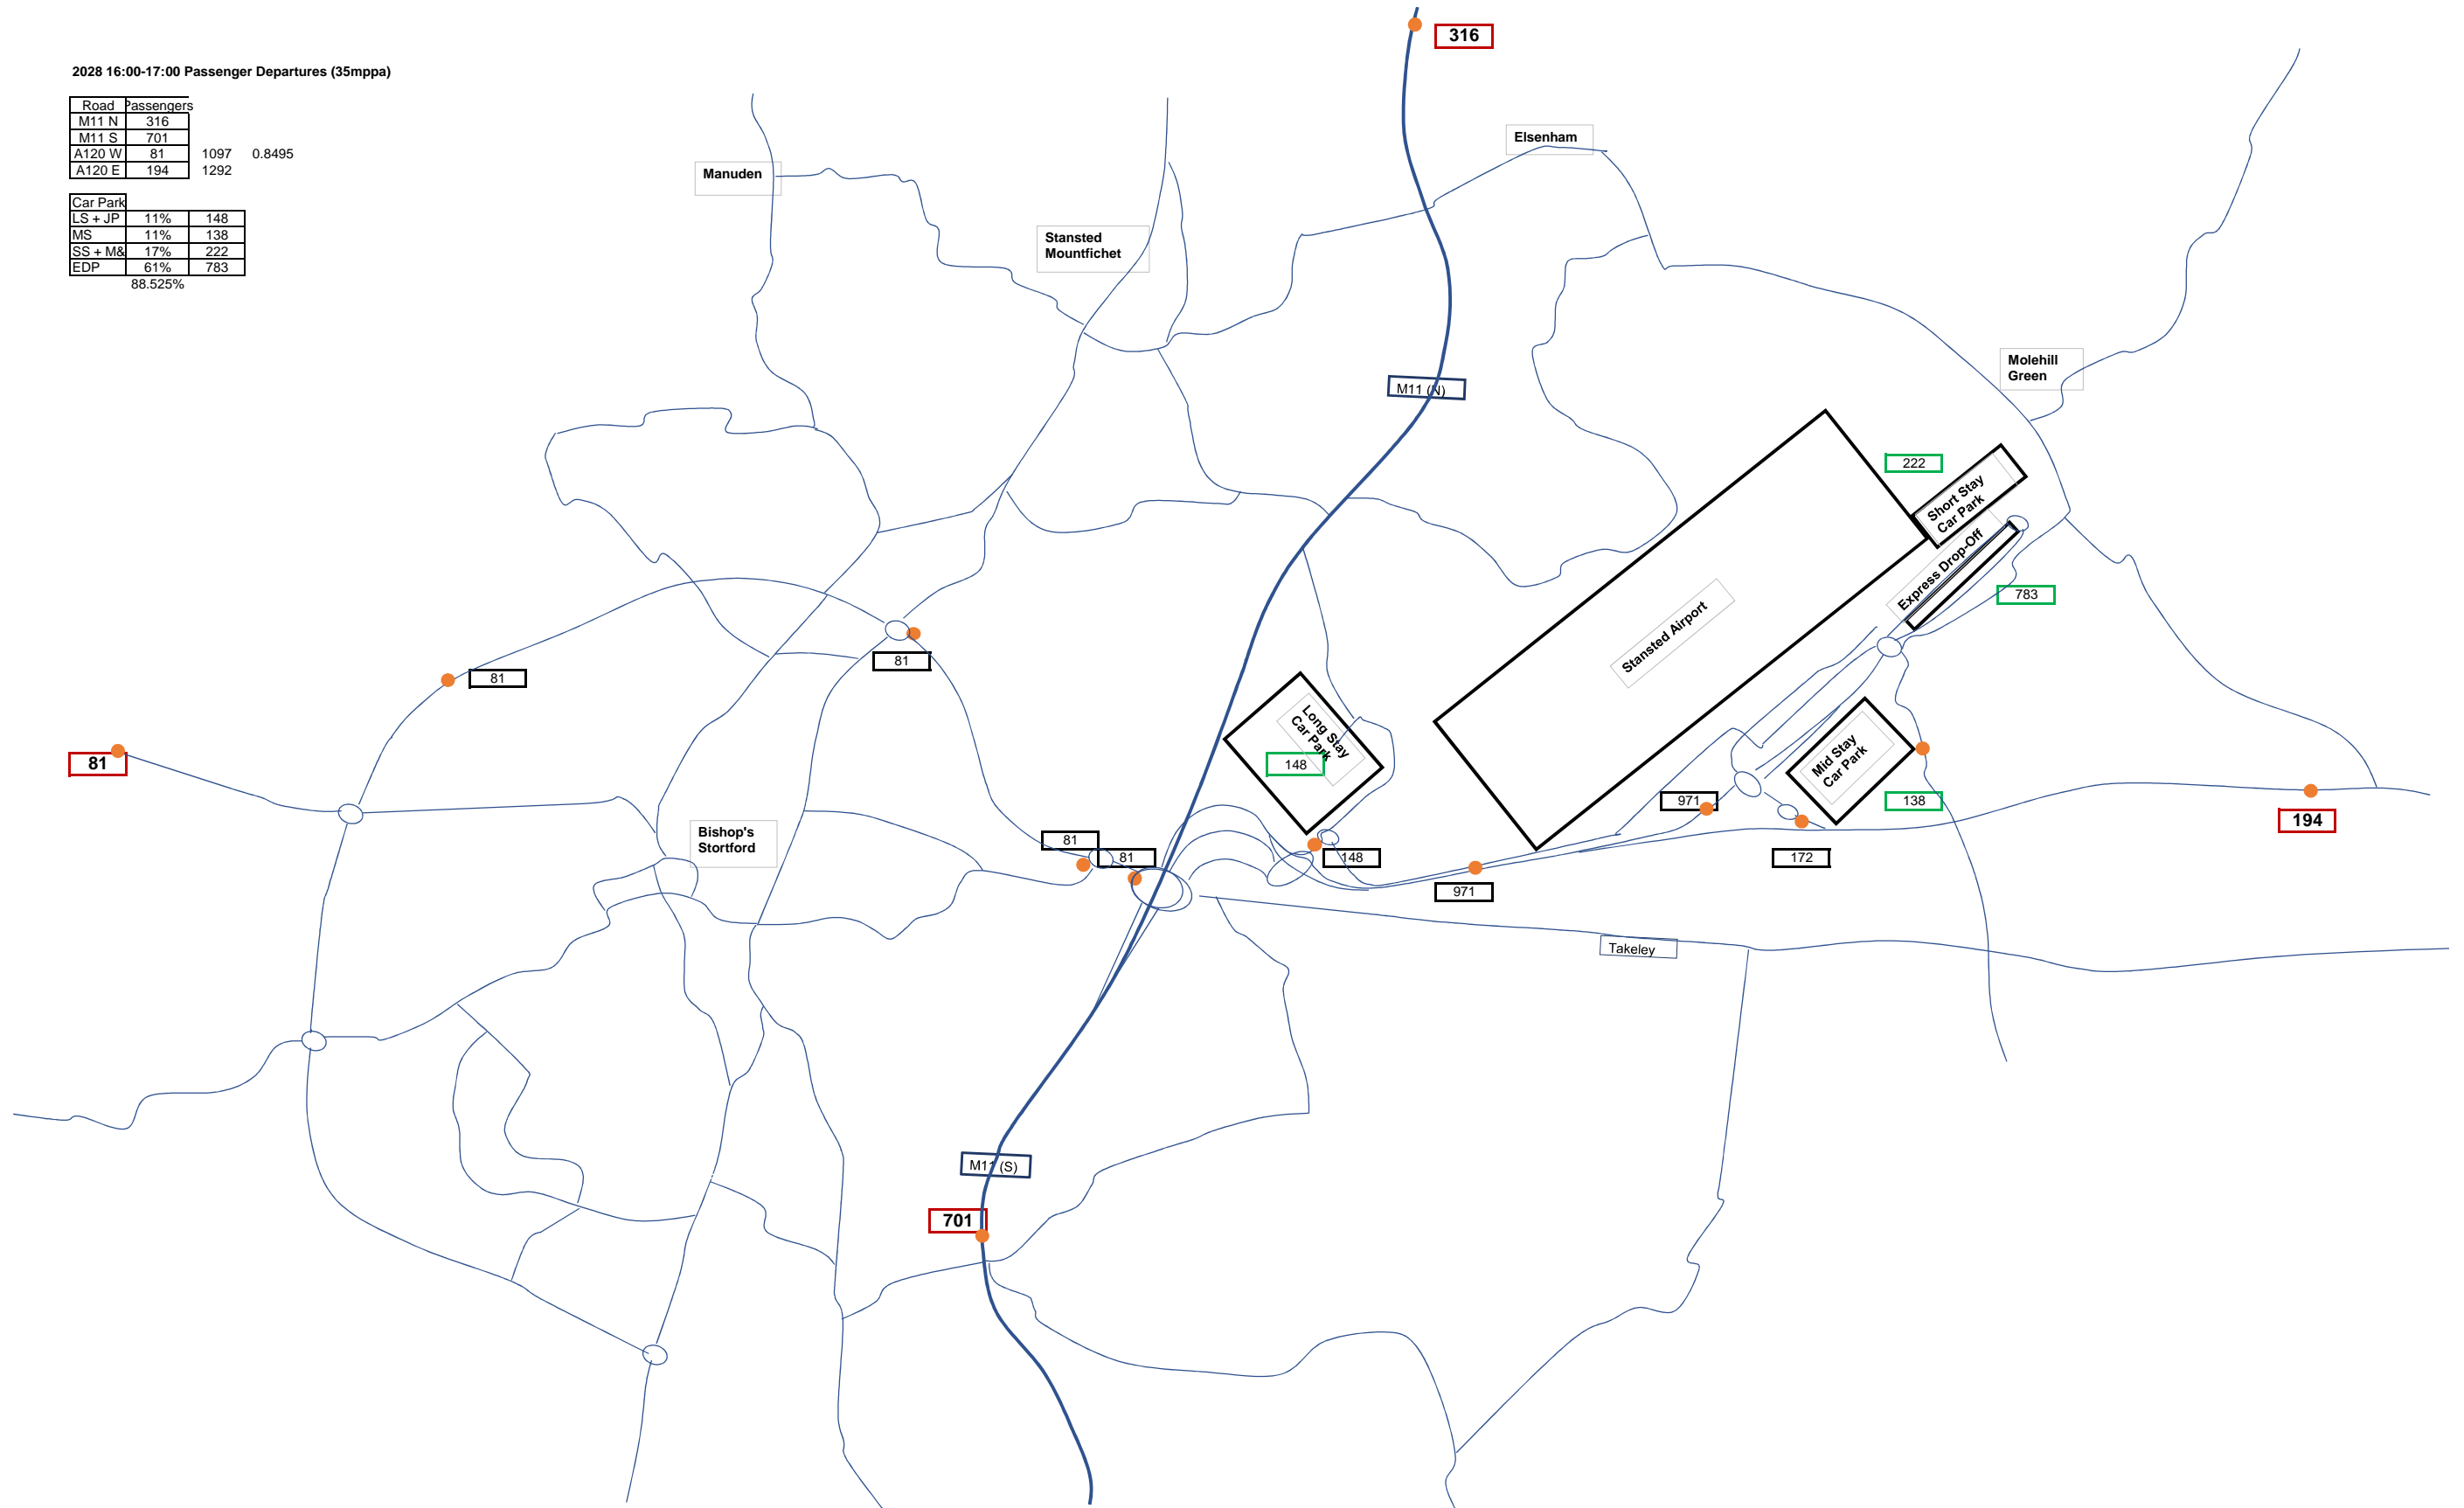 2028 16:00-17:00 Passenger Departures (35mppa)
Road Passengers
M11 N 316
M11 S 701
A120 W 81 1097 0.8495
A120 E 194 1292
Car Park
LS + JP 11% 148
MS 11% 138
SS + M& 17% 222
EDP 61% 783
88.525%
316
Elsenham
Manuden
Stansted
Mountfichet
Molehill
Green
M11 (N)
222
Short Stay
Car Park
Express Drop-Off
783
Stansted Airport
81
81
81
Long Stay
Car Park
148
Mid Stay
Car Park
138
971
194
Bishop's
Stortford
81
81
148
172
971
Takeley
M11 (S)
701